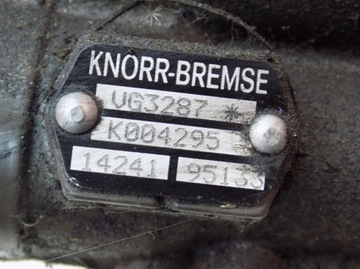 KNORR-BREMSE
VG3287 *
K004295
14241 95133